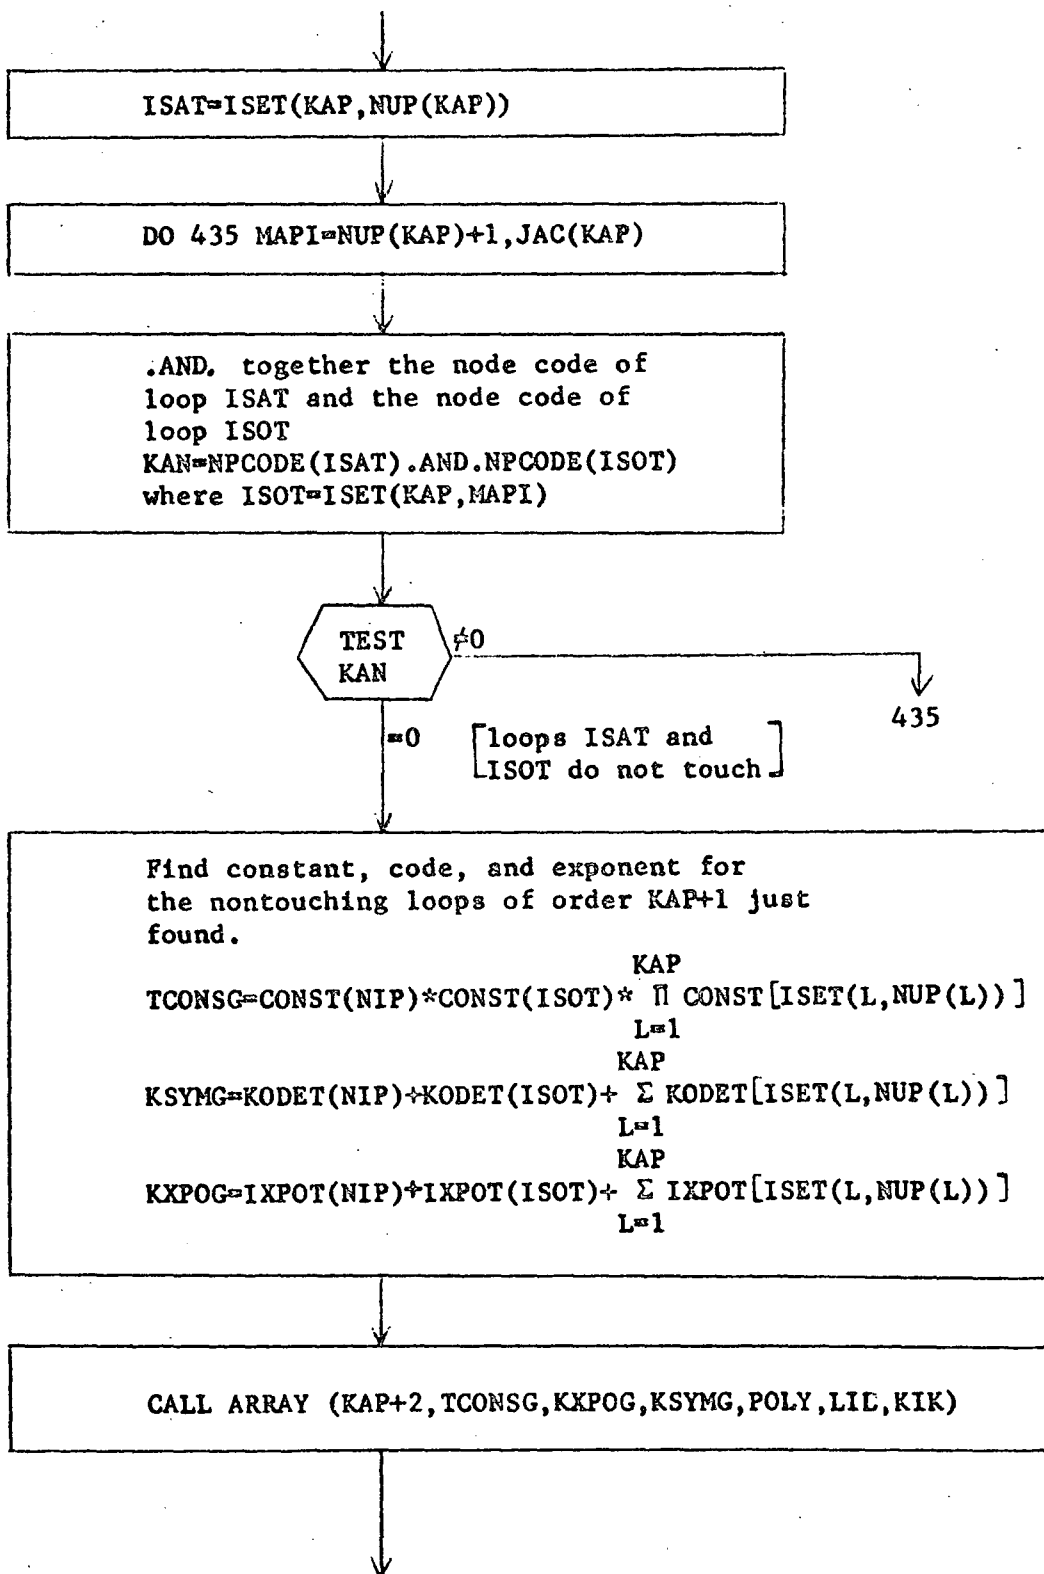 ISAT=ISET(KAP,NUP(KAP))
DO 435 MAPI=NUP(KAP)+1,JAC(KAP)
.AND. together the node code of
loop ISAT and the node code of
loop ISOT
KAN=NPCODE(ISAT).AND.NPCODE(ISOT)
where ISOT=ISET(KAP,MAPI)
TEST
KAN
≠0
435
=0
[loops ISAT and
ISOT do not touch]
Find constant, code, and exponent for
the nontouching loops of order KAP+1 just
found.
KAP
TCONSG=CONST(NIP)*CONST(ISOT)* Π CONST[ISET(L,NUP(L))]
L=1
KAP
KSYMG=KODET(NIP)+KODET(ISOT)+ Σ KODET[ISET(L,NUP(L))]
L=1
KAP
KXPOG=IXPOT(NIP)+IXPOT(ISOT)+ Σ IXPOT[ISET(L,NUP(L))]
L=1
CALL ARRAY (KAP+2,TCONSG,KXPOG,KSYMG,POLY,LID,KIK)